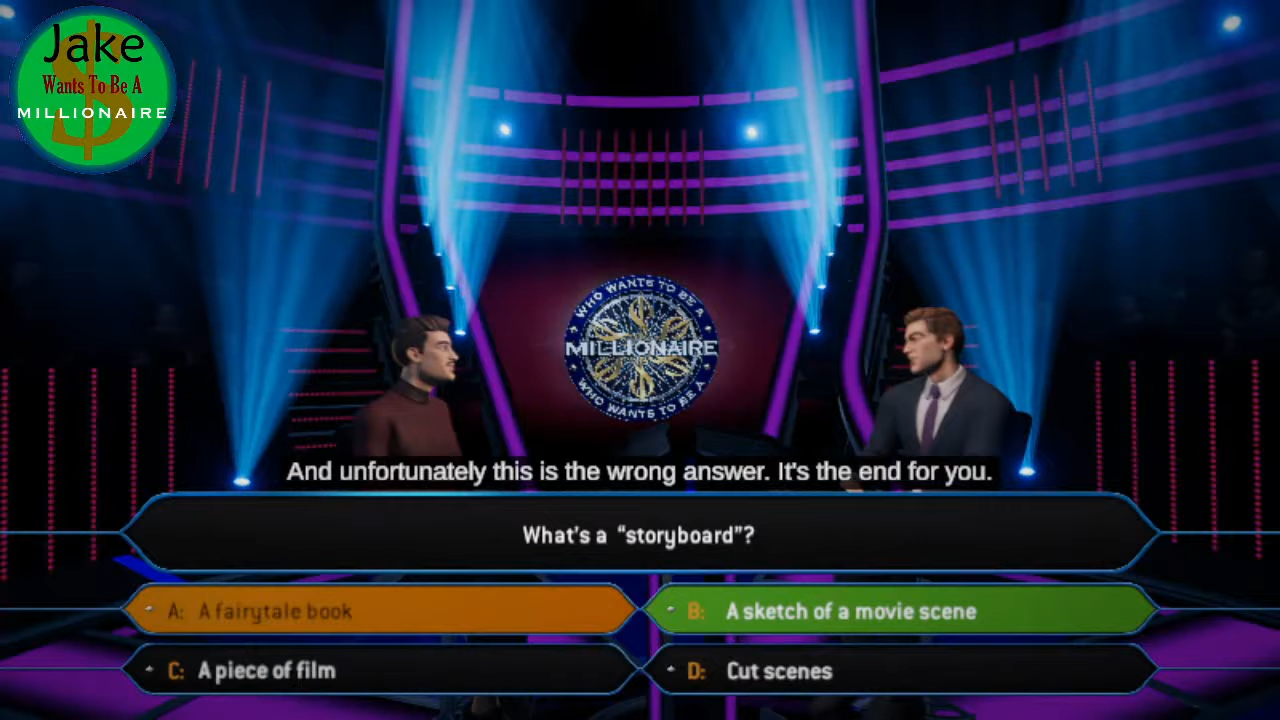 Jake
Wants To Be A
MILLIONAIRE
WHO WANTS TO BE A
MILLIONAIRE
WHO WANTS TO BE A
And unfortunately this is the wrong answer. It's the end for you.
What's a “storyboard”?
A: A fairytale book
B: A sketch of a movie scene
C: A piece of film
D: Cut scenes